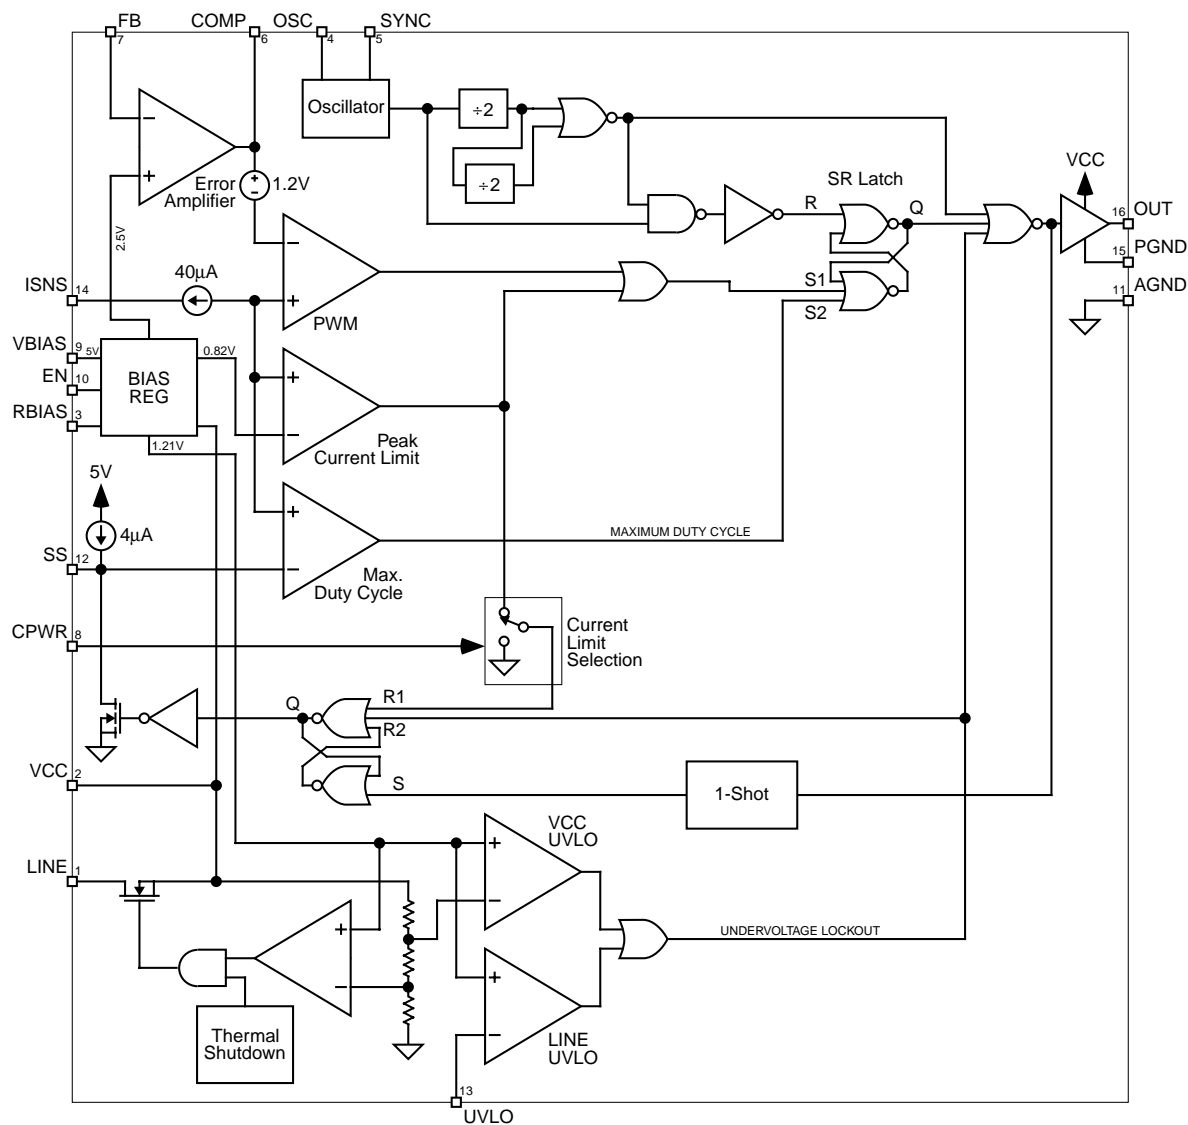 FB
COMP
OSC
SYNC
7
6
4
5
Oscillator
÷2
÷2
−
+
Error
Amplifier
+
−
1.2V
2.5V
SR Latch
R
Q
VCC
16
OUT
15
PGND
11
AGND
ISNS
14
40µA
−
+
PWM
S1
S2
VBIAS
9
5V
EN
10
RBIAS
3
BIAS
REG
0.82V
1.21V
+
−
Peak
Current Limit
5V
4µA
SS
12
+
−
Max.
Duty Cycle
MAXIMUM DUTY CYCLE
CPWR
8
Current
Limit
Selection
Q
R1
R2
S
1-Shot
VCC
2
LINE
1
VCC
UVLO
+
−
+
−
+
−
LINE
UVLO
UNDERVOLTAGE LOCKOUT
Thermal
Shutdown
13
UVLO